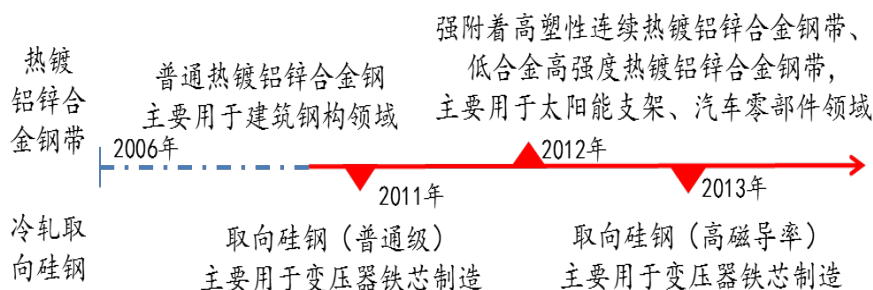 热镀
铝锌合
金钢带
普通热镀铝锌合金钢
主要用于建筑钢构领域
强附着高塑性连续热镀铝锌合金钢带、
低合金高强度热镀铝锌合金钢带,
主要用于太阳能支架、汽车零部件领域
2006年
2012年
2011年
2013年
冷轧取
向硅钢
取向硅钢（普通级）
主要用于变压器铁芯制造
取向硅钢（高磁导率）
主要用于变压器铁芯制造